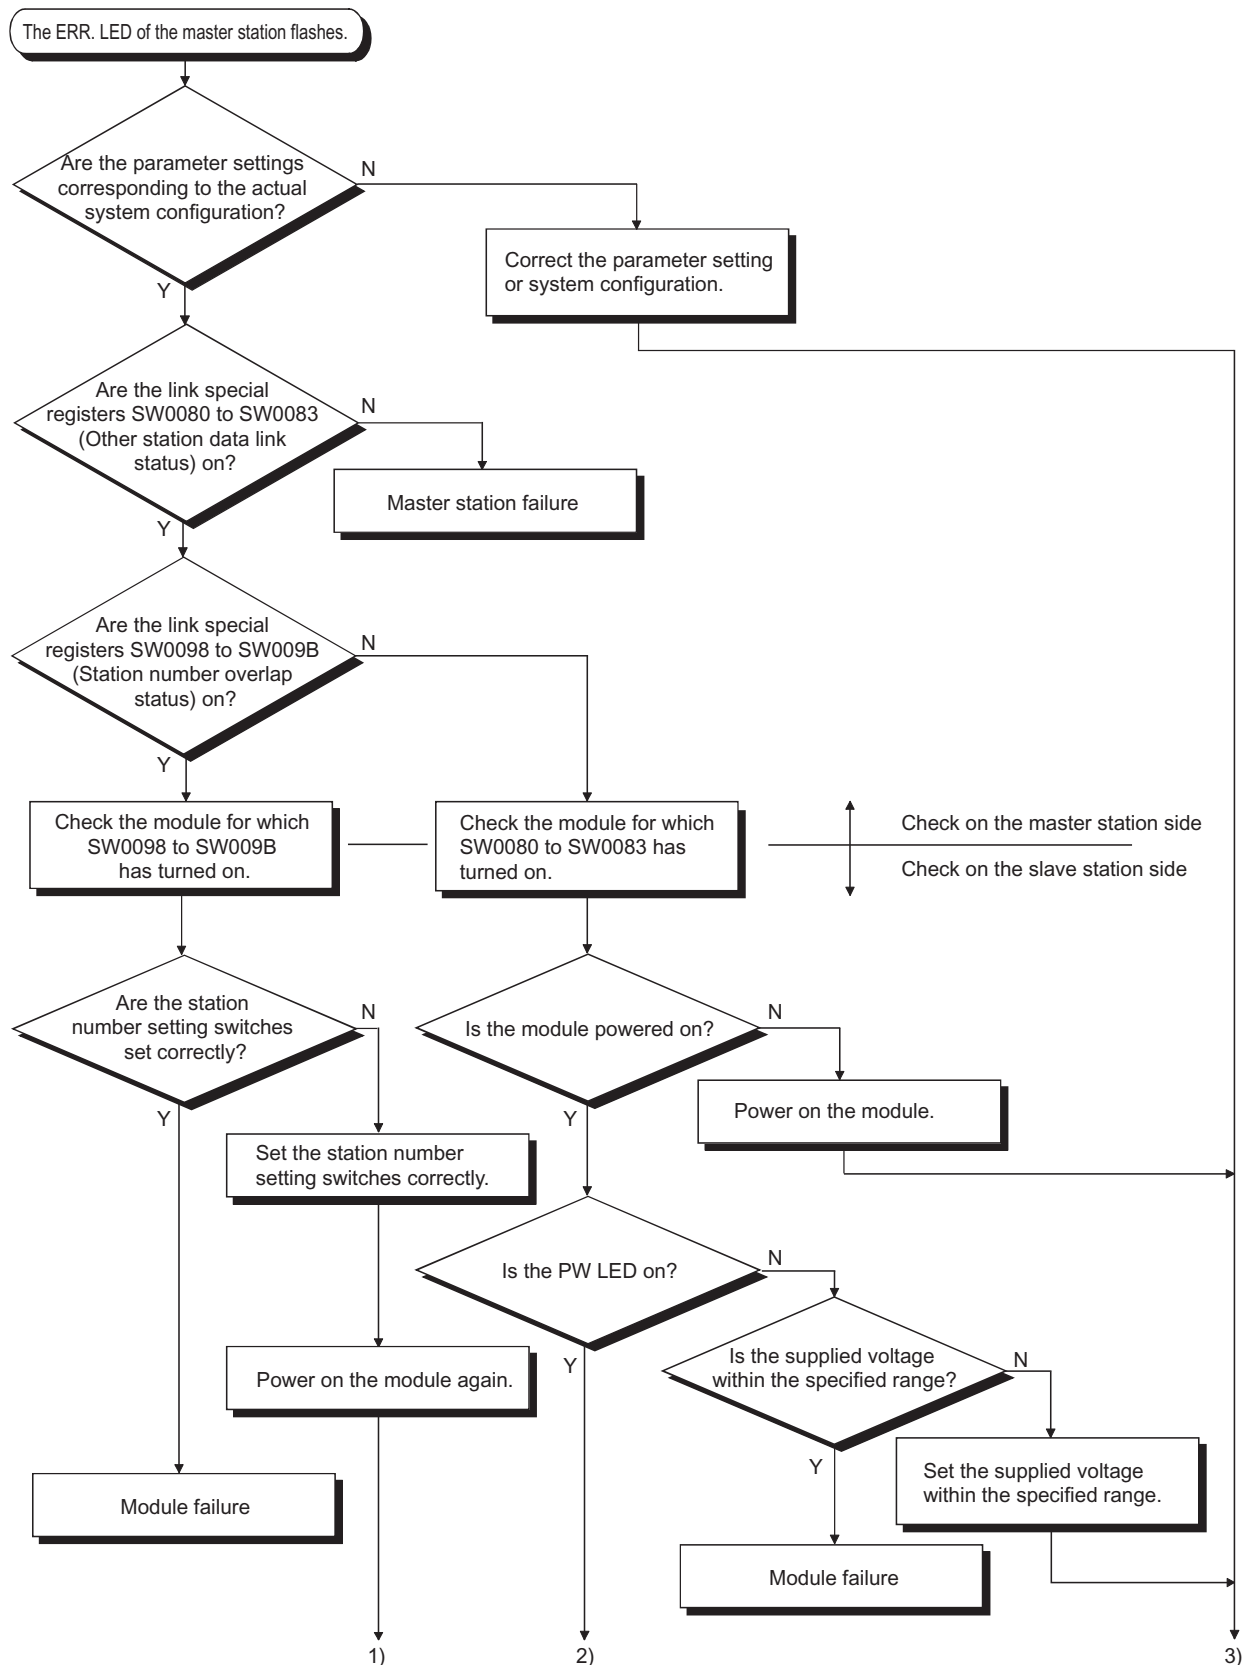 The ERR. LED of the master station flashes.
Are the parameter settings
corresponding to the actual
system configuration?
N
Y
Correct the parameter setting
or system configuration.
Are the link special
registers SW0080 to SW0083
(Other station data link
status) on?
N
Y
Master station failure
Are the link special
registers SW0098 to SW009B
(Station number overlap
status) on?
N
Y
Check the module for which
SW0098 to SW009B
has turned on.
Check the module for which
SW0080 to SW0083 has
turned on.
Check on the master station side
Check on the slave station side
Are the station
number setting switches
set correctly?
N
Y
Is the module powered on?
N
Y
Power on the module.
Set the station number
setting switches correctly.
Is the PW LED on?
N
Y
Is the supplied voltage
within the specified range?
N
Y
Power on the module again.
Set the supplied voltage
within the specified range.
Module failure
Module failure
1)
2)
3)